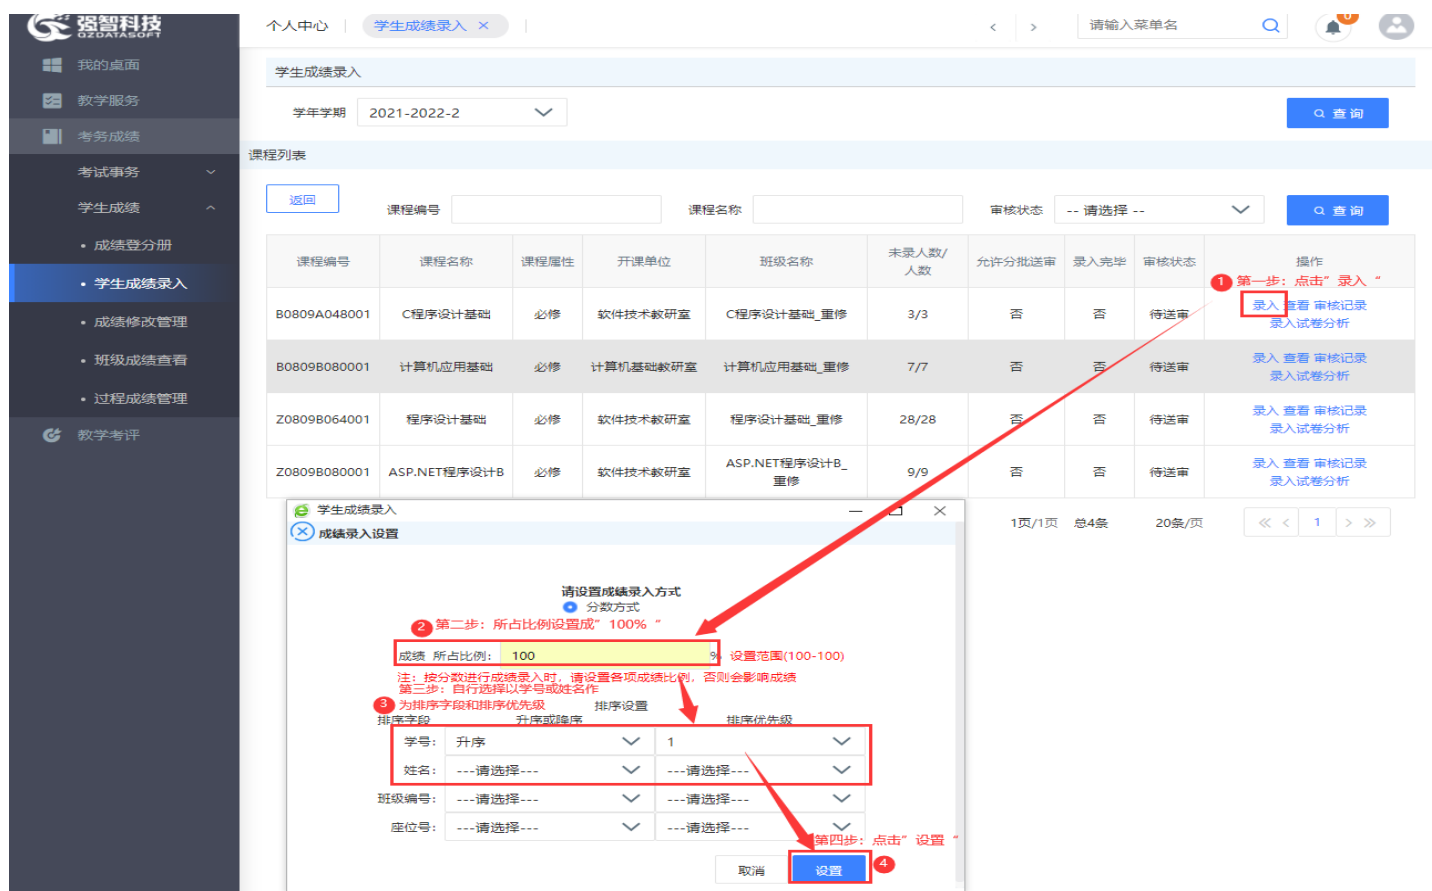 强智科技
QZDATASOFT
个人中心
学生成绩录入 ×
请输入菜单名
0
我的桌面
教学服务
考务成绩
考试事务
学生成绩
• 成绩登分册
• 学生成绩录入
• 成绩修改管理
• 班级成绩查看
• 过程成绩管理
教学考评
学生成绩录入
学年学期 2021-2022-2 查询
课程列表
返回 课程编号 课程名称 审核状态 -- 请选择 -- 查询
课程编号 课程名称 课程属性 开课单位 班级名称 未录人数/人数 允许分批送审 录入完毕 审核状态 操作
1 第一步：点击”录入“
B0809A048001 C程序设计基础 必修 软件技术教研室 C程序设计基础_重修 3/3 否 否 待送审 录入 查看 审核记录
录入试卷分析
B0809B080001 计算机应用基础 必修 计算机基础教研室 计算机应用基础_重修 7/7 否 否 待送审 录入 查看 审核记录
录入试卷分析
Z0809B064001 程序设计基础 必修 软件技术教研室 程序设计基础_重修 28/28 否 否 待送审 录入 查看 审核记录
录入试卷分析
Z0809B080001 ASP.NET程序设计B 必修 软件技术教研室 ASP.NET程序设计B_重修 9/9 否 否 待送审 录入 查看 审核记录
录入试卷分析
1页/1页 总4条 20条/页 1
学生成绩录入
成绩录入设置
请设置成绩录入方式
分数方式
2 第二步：所占比例设置成”100%“
成绩 所占比例: 100 % 设置范围(100-100)
注：按分数进行成绩录入时，请设置各项成绩比例，否则会影响成绩
第三步：自行选择以学号或姓名作
3 为排序字段和排序优先级
排序设置
排序字段 升序或降序 排序优先级
学号: 升序 1
姓名: ---请选择--- ---请选择---
班级编号: ---请选择--- ---请选择---
座位号: ---请选择--- ---请选择---
第四步：点击”设置“
取消 设置 4